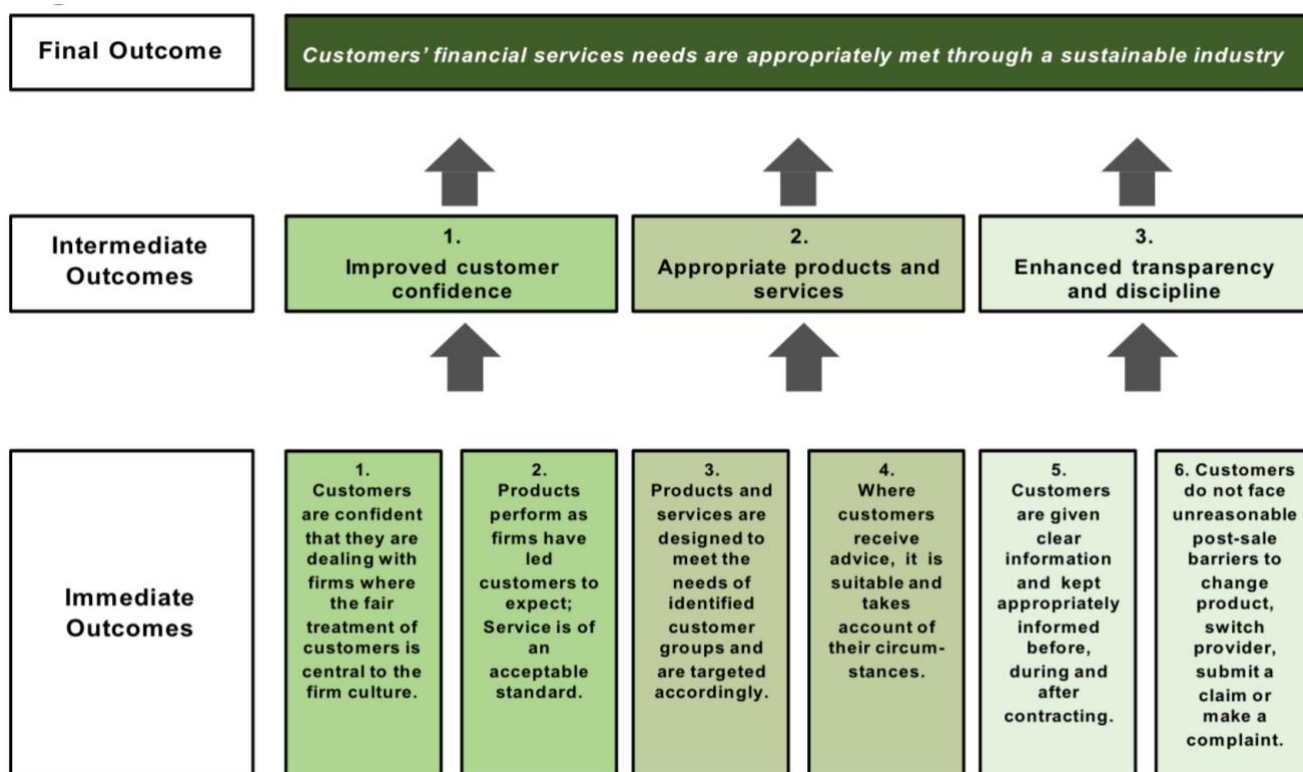 Final Outcome
Customers' financial services needs are appropriately met through a sustainable industry
Intermediate
Outcomes
1.
Improved customer
confidence
2.
Appropriate products and
services
3.
Enhanced transparency
and discipline
Immediate
Outcomes
1.
Customers
are confident
that they are
dealing with
firms where
the fair
treatment of
customers is
central to the
firm culture.
2.
Products
perform as
firms have
led
customers to
expect;
Service is of
an
acceptable
standard.
3.
Products and
services are
designed to
meet the
needs of
identified
customer
groups and
are targeted
accordingly.
4.
Where
customers
receive
advice, it is
suitable and
takes
account of
their circum-
stances.
5.
Customers
are given
clear
information
and kept
appropriately
informed
before,
during and
after
contracting.
6. Customers
do not face
unreasonable
post-sale
barriers to
change
product,
switch
provider,
submit a
claim or
make a
complaint.